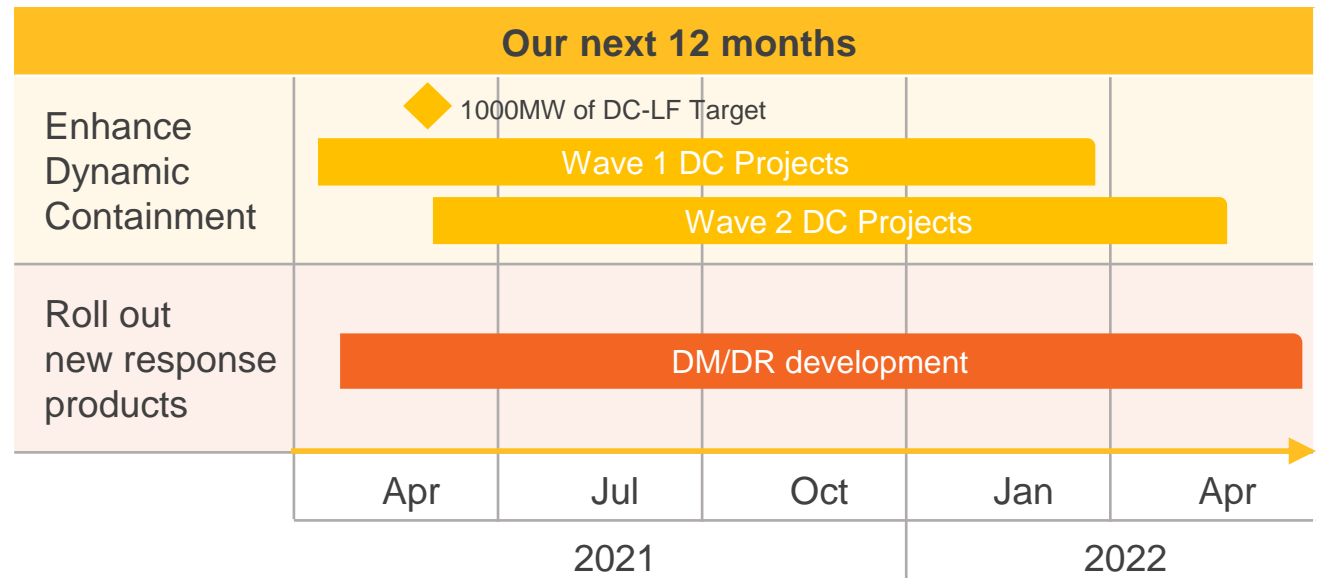 Our next 12 months
Enhance
Dynamic
Containment
1000MW of DC-LF Target
Wave 1 DC Projects
Wave 2 DC Projects
Roll out
new response
products
DM/DR development
Apr Jul Oct Jan Apr
2021 2022